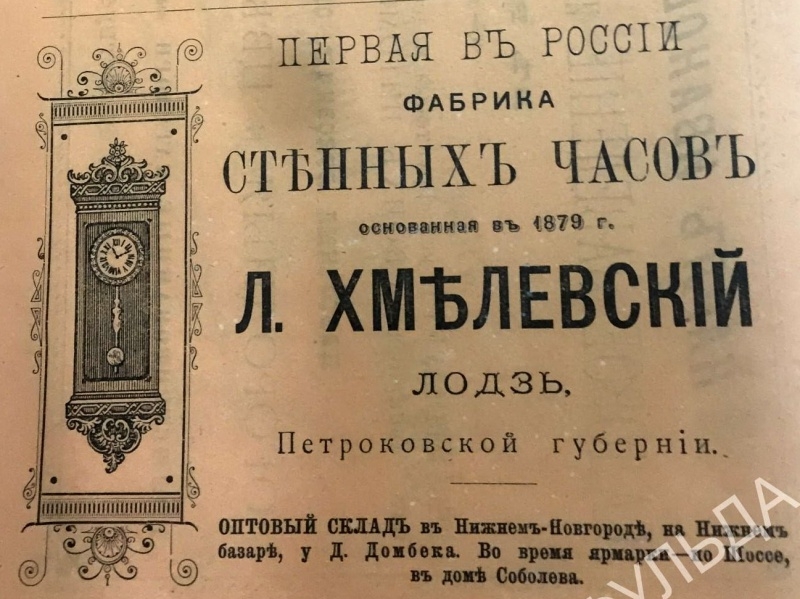 ПЕРВАЯ ВЪ РОССІИ
ФАБРИКА
СТѢННЫХЪ ЧАСОВЪ
основанная въ 1879 г.
Л. ХМѢЛЕВСКІЙ
ЛОДЗЬ,
Петроковской губерніи.
ОПТОВЫЙ СКЛАДЪ въ Нижнемъ-Новгородѣ, на Нижнемъ
базарѣ, у Д. Домбека. Во время ярмарки—по Шоссе,
въ домѣ Соболева.